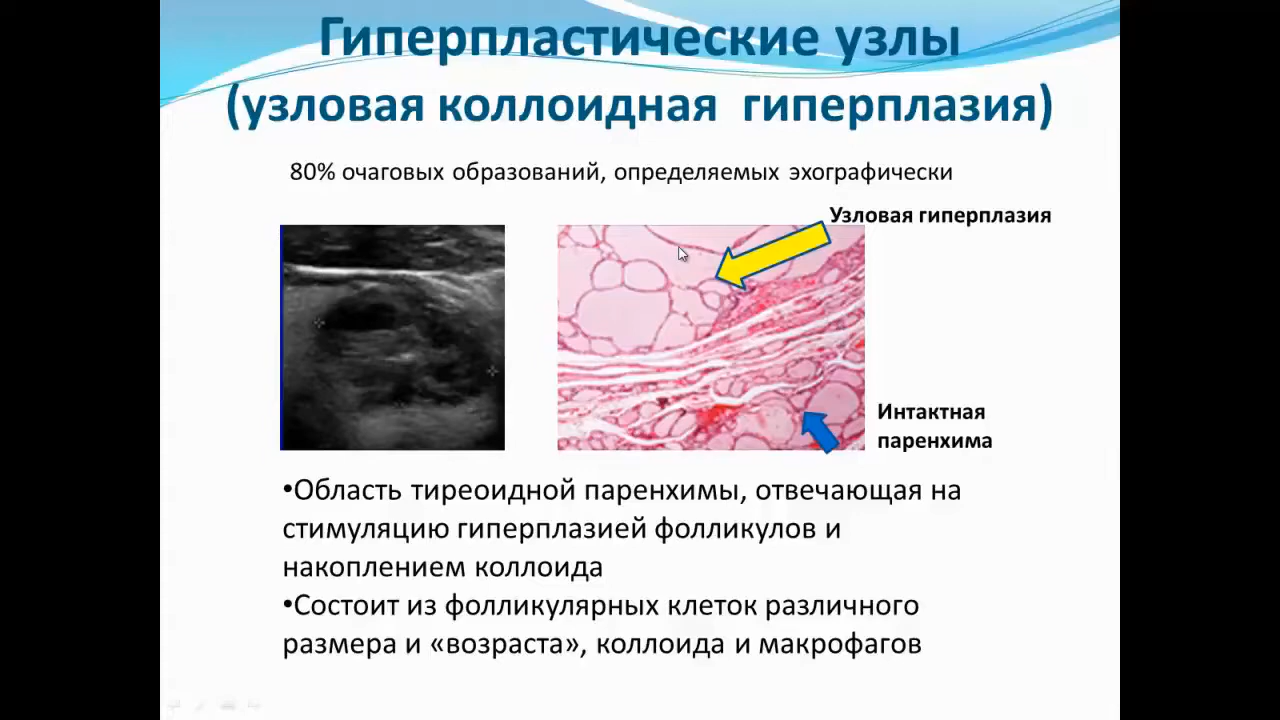 Гиперпластические узлы
(узловая коллоидная гиперплазия)
80% очаговых образований, определяемых эхографически
Узловая гиперплазия
Интактная
паренхима
•Область тиреоидной паренхимы, отвечающая на
стимуляцию гиперплазией фолликулов и
накоплением коллоида
•Состоит из фолликулярных клеток различного
размера и «возраста», коллоида и макрофагов